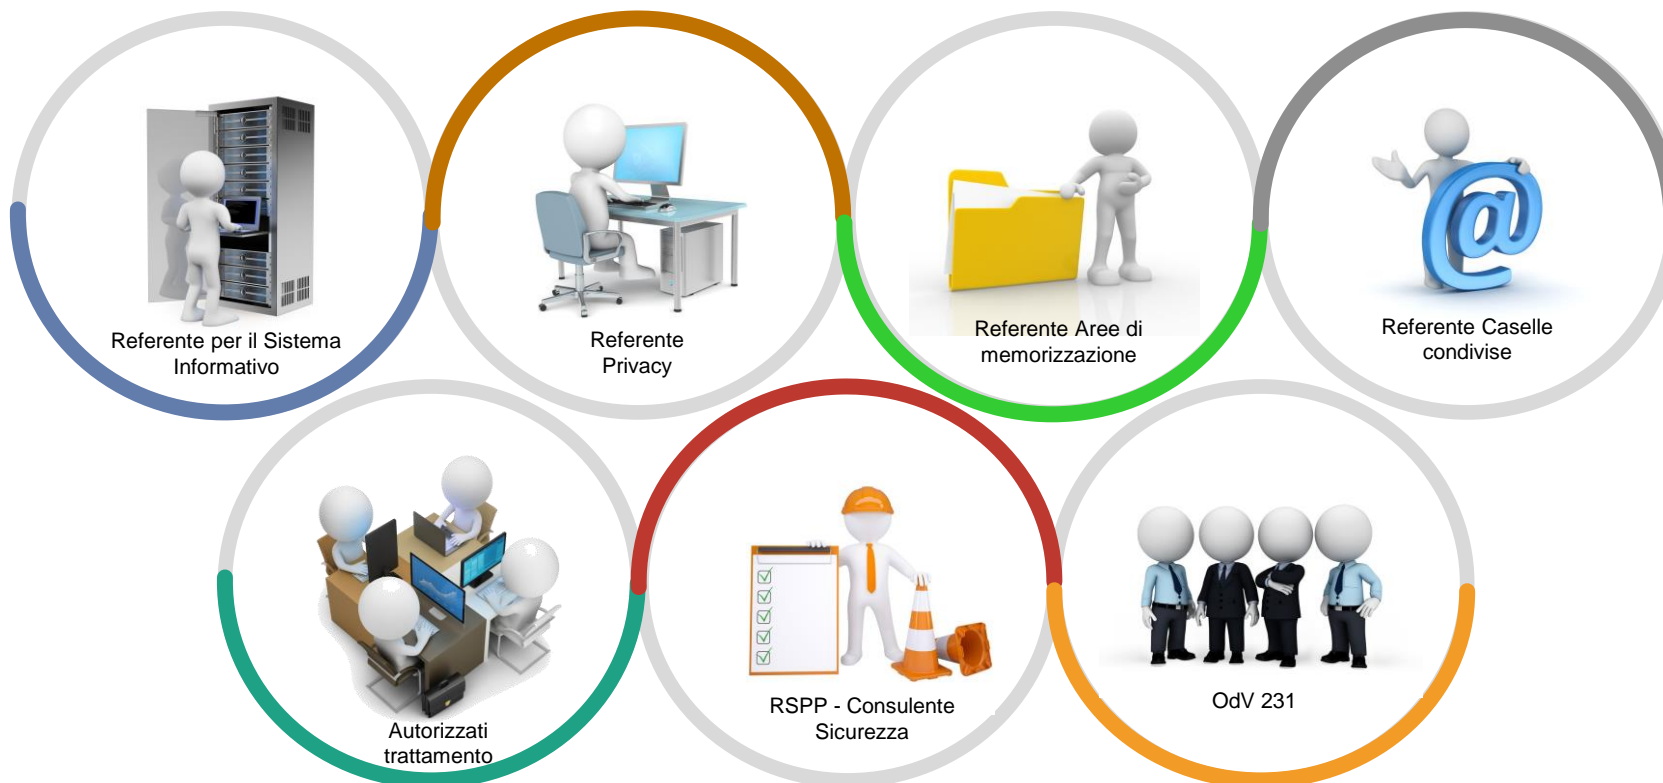 Referente per il Sistema
Informativo
Referente
Privacy
Referente Aree di
memorizzazione
Referente Caselle
condivise
Autorizzati
trattamento
RSPP - Consulente
Sicurezza
OdV 231